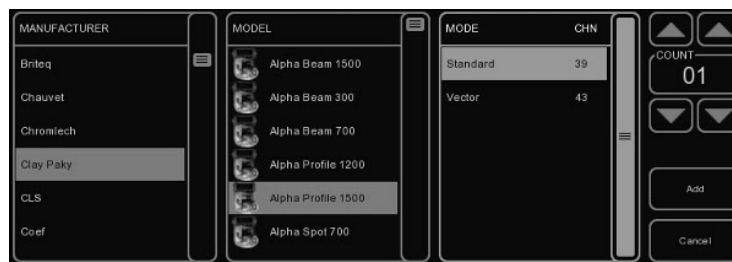 MANUFACTURER
Briteq
Chauvet
Chromlech
Clay Paky
CLS
Coef
MODEL
Alpha Beam 1500
Alpha Beam 300
Alpha Beam 700
Alpha Profile 1200
Alpha Profile 1500
Alpha Spot 700
MODE CHN
Standard 39
Vector 43
COUNT
01
Add
Cancel